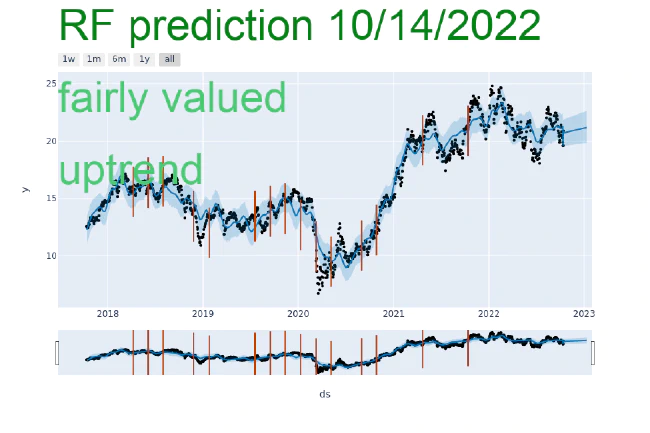 RF prediction 10/14/2022
1w 1m 6m 1y all
fairly valued
uptrend
25
20
15
10
y
2018 2019 2020 2021 2022 2023
ds